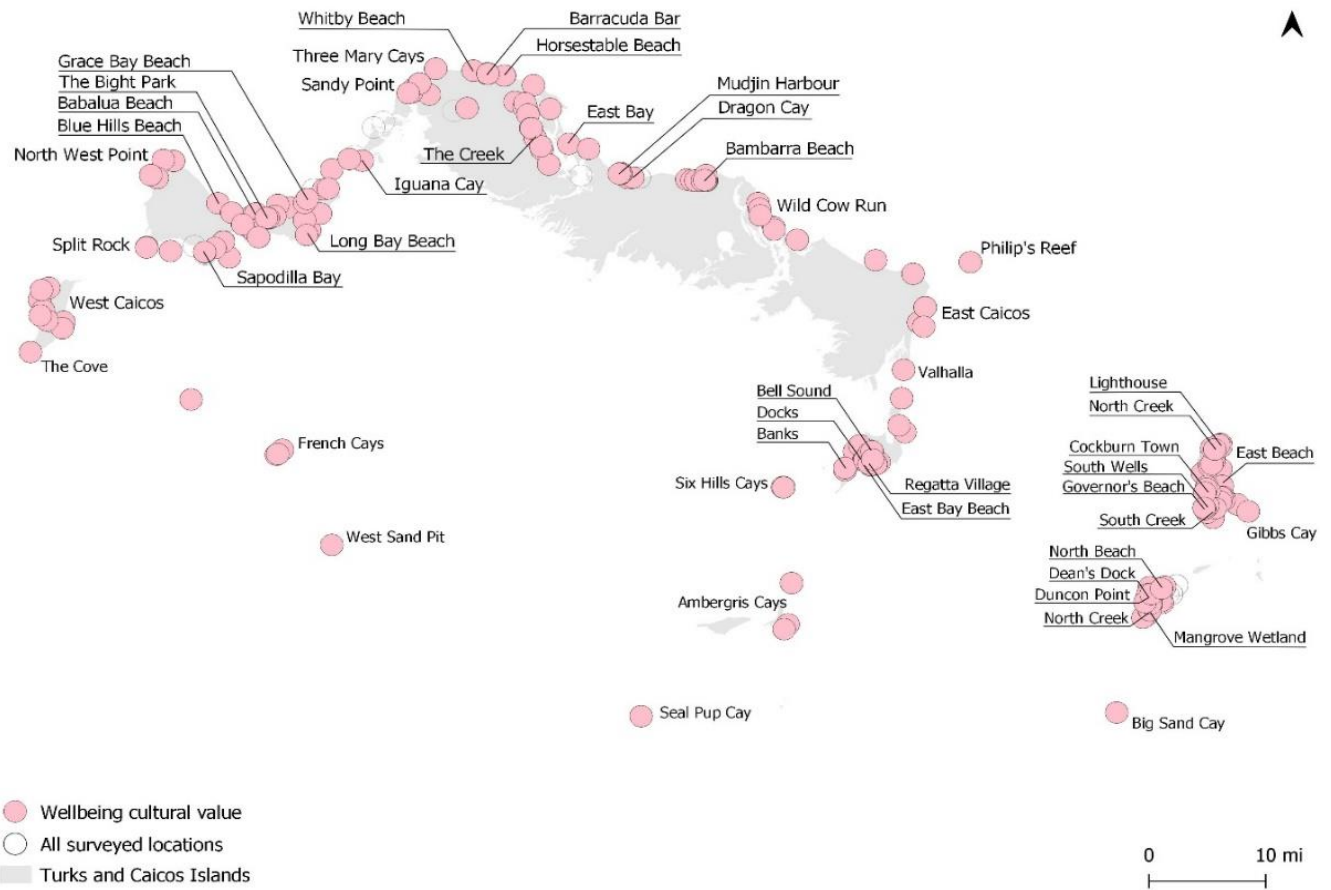 Whitby Beach
Barracuda Bar
Three Mary Cays
Horsestable Beach
Grace Bay Beach
The Bight Park
Sandy Point
Mudjin Harbour
Babalua Beach
East Bay
Dragon Cay
Blue Hills Beach
North West Point
The Creek
Bambarra Beach
Iguana Cay
Wild Cow Run
Split Rock
Long Bay Beach
Philip's Reef
Sapodilla Bay
West Caicos
East Caicos
The Cove
Valhalla
Bell Sound
Lighthouse
Docks
North Creek
Banks
French Cays
Cockburn Town
East Beach
South Wells
Six Hills Cays
Regatta Village
Governor's Beach
East Bay Beach
South Creek
Gibbs Cay
West Sand Pit
North Beach
Dean's Dock
Ambergris Cays
Duncon Point
North Creek
Mangrove Wetland
Seal Pup Cay
Big Sand Cay
Wellbeing cultural value
All surveyed locations
Turks and Caicos Islands
0 10 mi